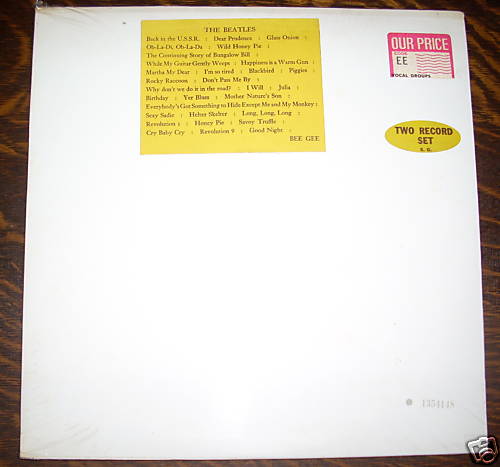 THE BEATLES
Back in the U.S.S.R. : Dear Prudence : Glass Onion :
Ob-La-Di, Ob-La-Da : Wild Honey Pie :
The Continuing Story of Bungalow Bill :
While My Guitar Gently Weeps : Happiness is a Warm Gun :
Martha My Dear : I'm so tired : Blackbird : Piggies :
Rocky Raccoon : Don't Pass Me By :
Why don't we do it in the road? : I Will : Julia :
Birthday : Yer Blues : Mother Nature's Son :
Everybody's Got Something to Hide Except Me and My Monkey :
Sexy Sadie : Helter Skelter : Long, Long, Long :
Revolution 1 : Honey Pie : Savoy Truffle :
Cry Baby Cry : Revolution 9 : Good Night :
BEE GEE
OUR PRICE
CODE
EE
VOCAL GROUPS
TWO RECORD
SET
S. G.
1354148